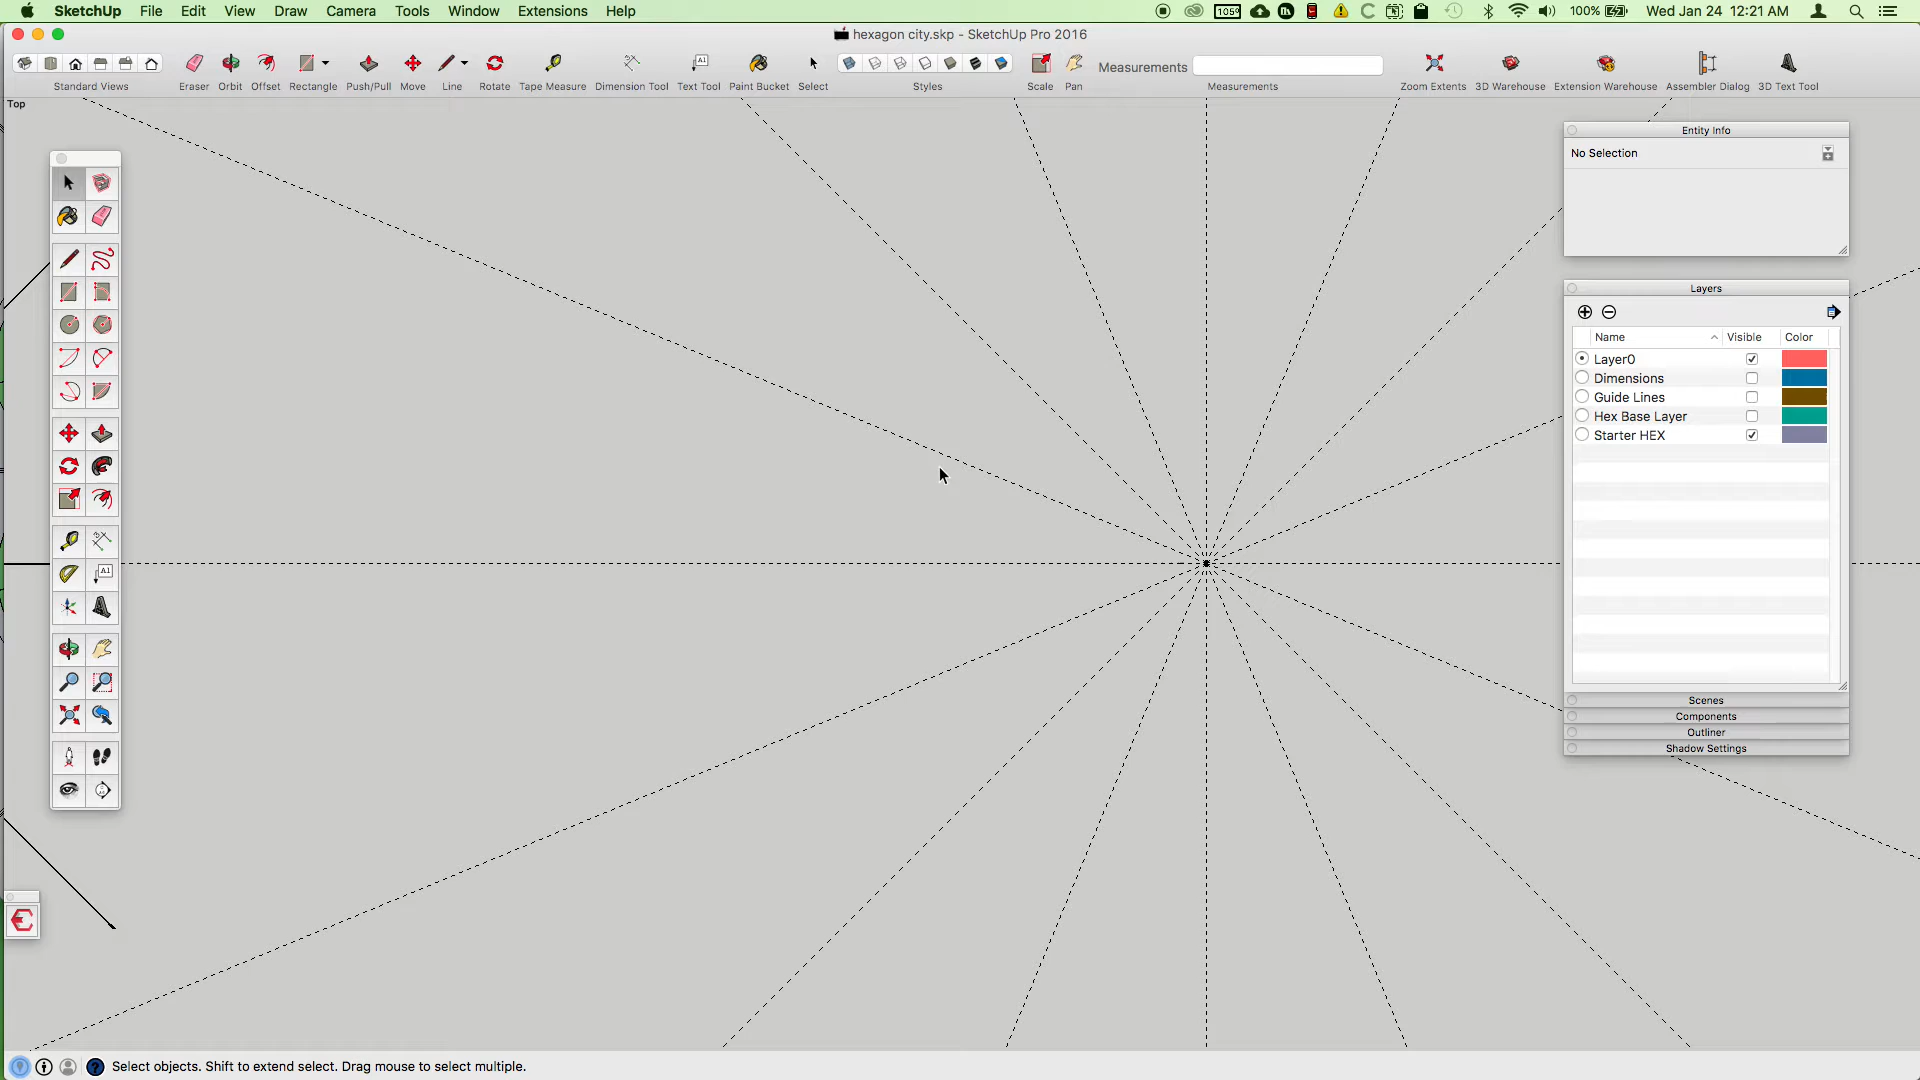 SketchUp File Edit View Draw Camera Tools Window Extensions Help
105° 100% Wed Jan 24 12:21 AM
hexagon city.skp - SketchUp Pro 2016
Measurements
Standard Views Eraser Orbit Offset Rectangle Push/Pull Move Line Rotate Tape Measure Dimension Tool Text Tool Paint Bucket Select Styles Scale Pan Measurements Zoom Extents 3D Warehouse Extension Warehouse Assembler Dialog 3D Text Tool
Top
Entity Info
No Selection
Layers
Name Visible Color
Layer0
Dimensions
Guide Lines
Hex Base Layer
Starter HEX
Scenes
Components
Outliner
Shadow Settings
Select objects. Shift to extend select. Drag mouse to select multiple.